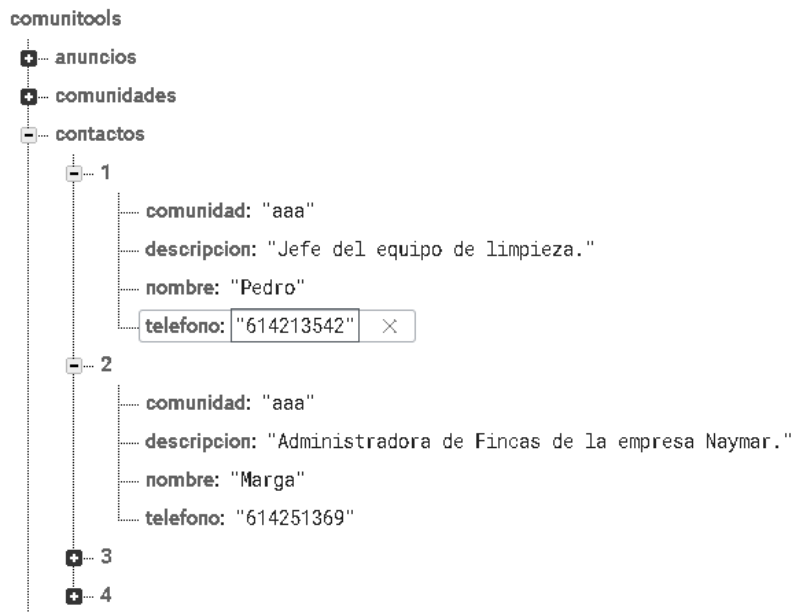 comunitools
anuncios
comunidades
contactos
1
comunidad: "aaa"
descripcion: "Jefe del equipo de limpieza."
nombre: "Pedro"
telefono: "614213542"
2
comunidad: "aaa"
descripcion: "Administradora de Fincas de la empresa Naymar."
nombre: "Marga"
telefono: "614251369"
3
4